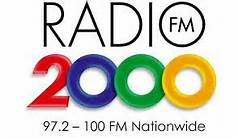 RADIO FM
2000
97.2 – 100 FM Nationwide